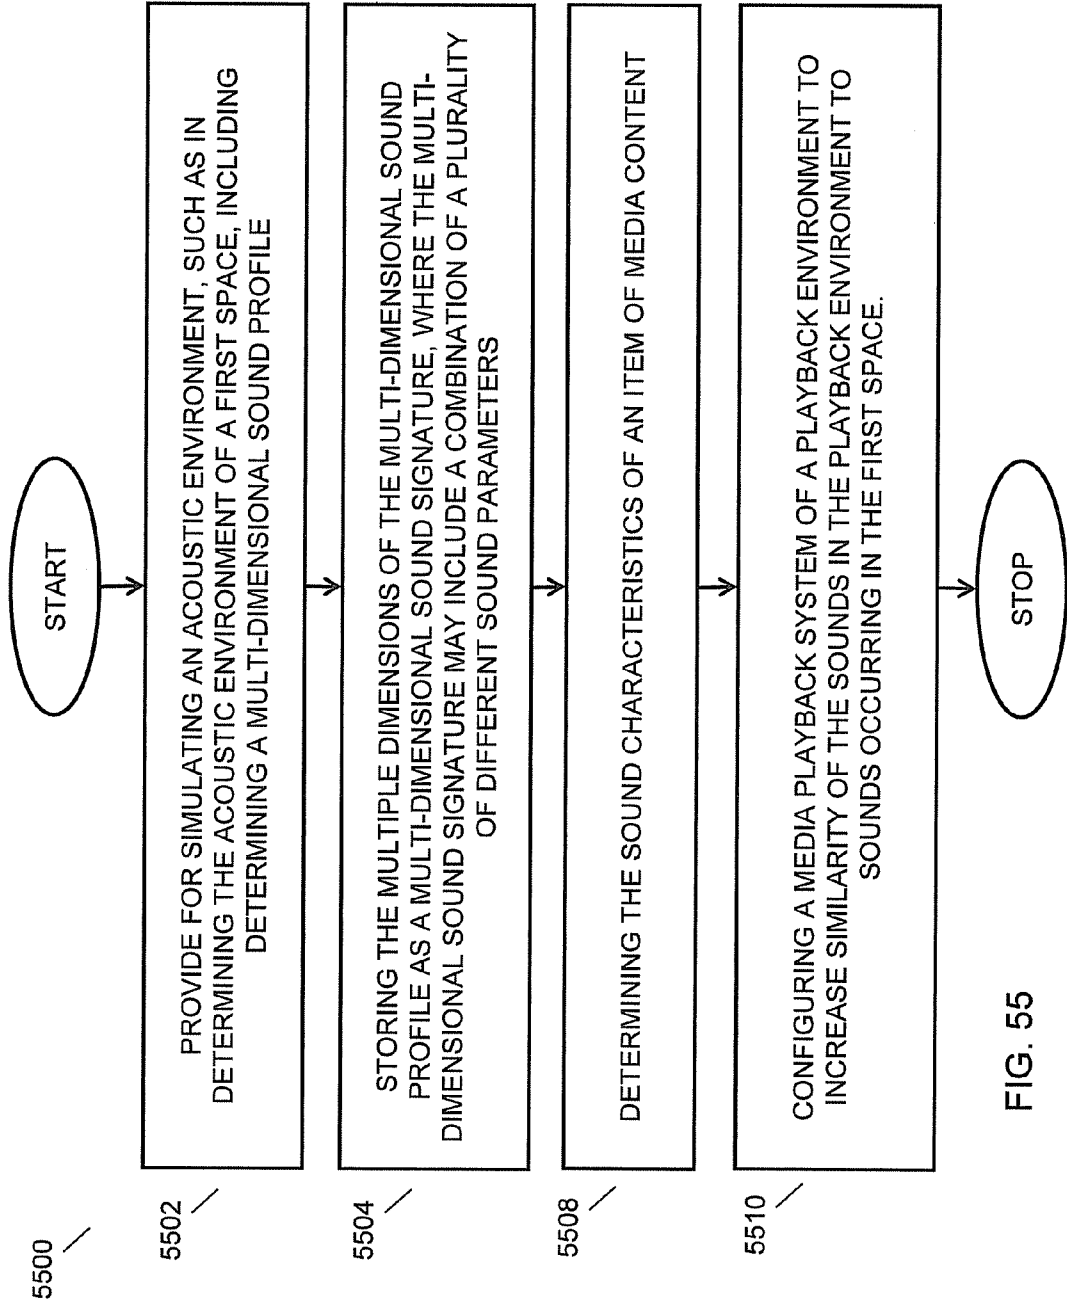 5500
START
5502
PROVIDE FOR SIMULATING AN ACOUSTIC ENVIRONMENT, SUCH AS IN
DETERMINING THE ACOUSTIC ENVIRONMENT OF A FIRST SPACE, INCLUDING
DETERMINING A MULTI-DIMENSIONAL SOUND PROFILE
5504
STORING THE MULTIPLE DIMENSIONS OF THE MULTI-DIMENSIONAL SOUND
PROFILE AS A MULTI-DIMENSIONAL SOUND SIGNATURE, WHERE THE MULTI-
DIMENSIONAL SOUND SIGNATURE MAY INCLUDE A COMBINATION OF A PLURALITY
OF DIFFERENT SOUND PARAMETERS
5508
DETERMINING THE SOUND CHARACTERISTICS OF AN ITEM OF MEDIA CONTENT
5510
CONFIGURING A MEDIA PLAYBACK SYSTEM OF A PLAYBACK ENVIRONMENT TO
INCREASE SIMILARITY OF THE SOUNDS IN THE PLAYBACK ENVIRONMENT TO
SOUNDS OCCURRING IN THE FIRST SPACE.
STOP
FIG. 55